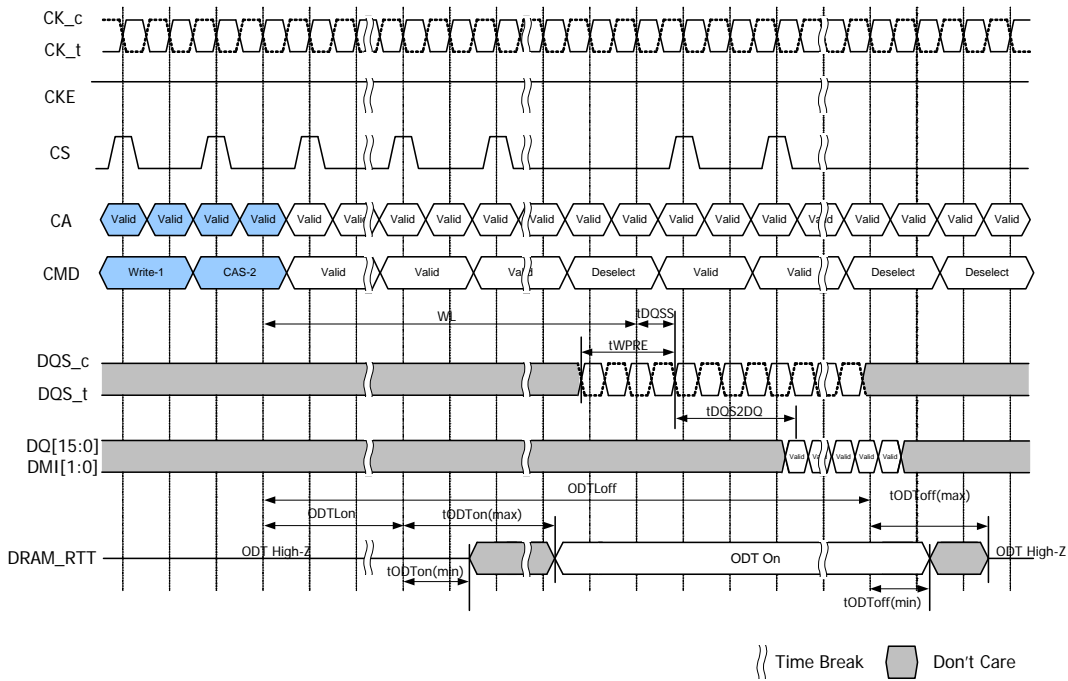 CK_c
CK_t
CKE
CS
CA Valid Valid Valid Valid Valid Valid Valid Valid Valid Valid Valid Valid Valid Valid Valid Valid Valid Valid Valid Valid
CMD Write-1 CAS-2 Valid Valid Valid Deselect Valid Valid Deselect Deselect
WL tDQSS
tWPRE
DQS_c
DQS_t
tDQS2DQ
DQ[15:0]
DMI[1:0]
Valid Valid Valid Valid Valid
ODTLoff
tODToff(max)
ODTLon tODTon(max)
DRAM_RTT ODT High-Z ODT On ODT High-Z
tODTon(min)
tODToff(min)
Time Break Don't Care